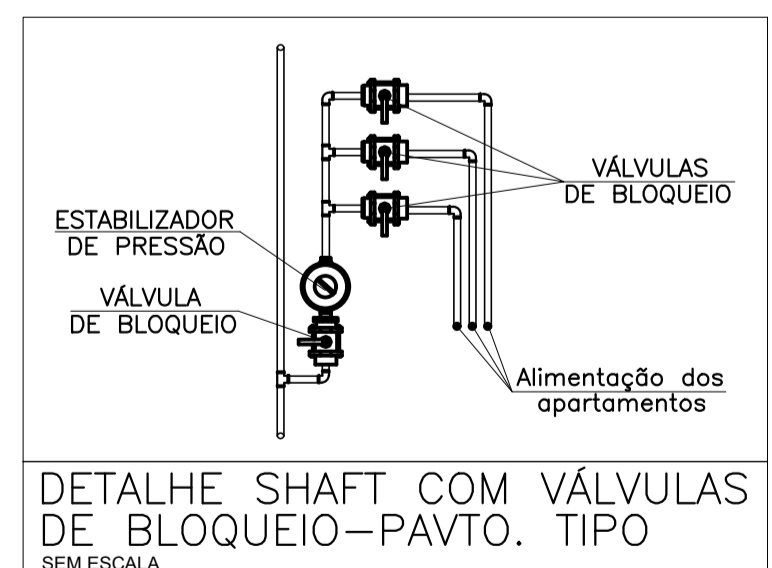 VÁLVULAS
DE BLOQUEIO
ESTABILIZADOR
DE PRESSÃO
VÁLVULA
DE BLOQUEIO
Alimentação dos
apartamentos
DETALHE SHAFT COM VÁLVULAS
DE BLOQUEIO-PAVTO. TIPO
SEM ESCALA